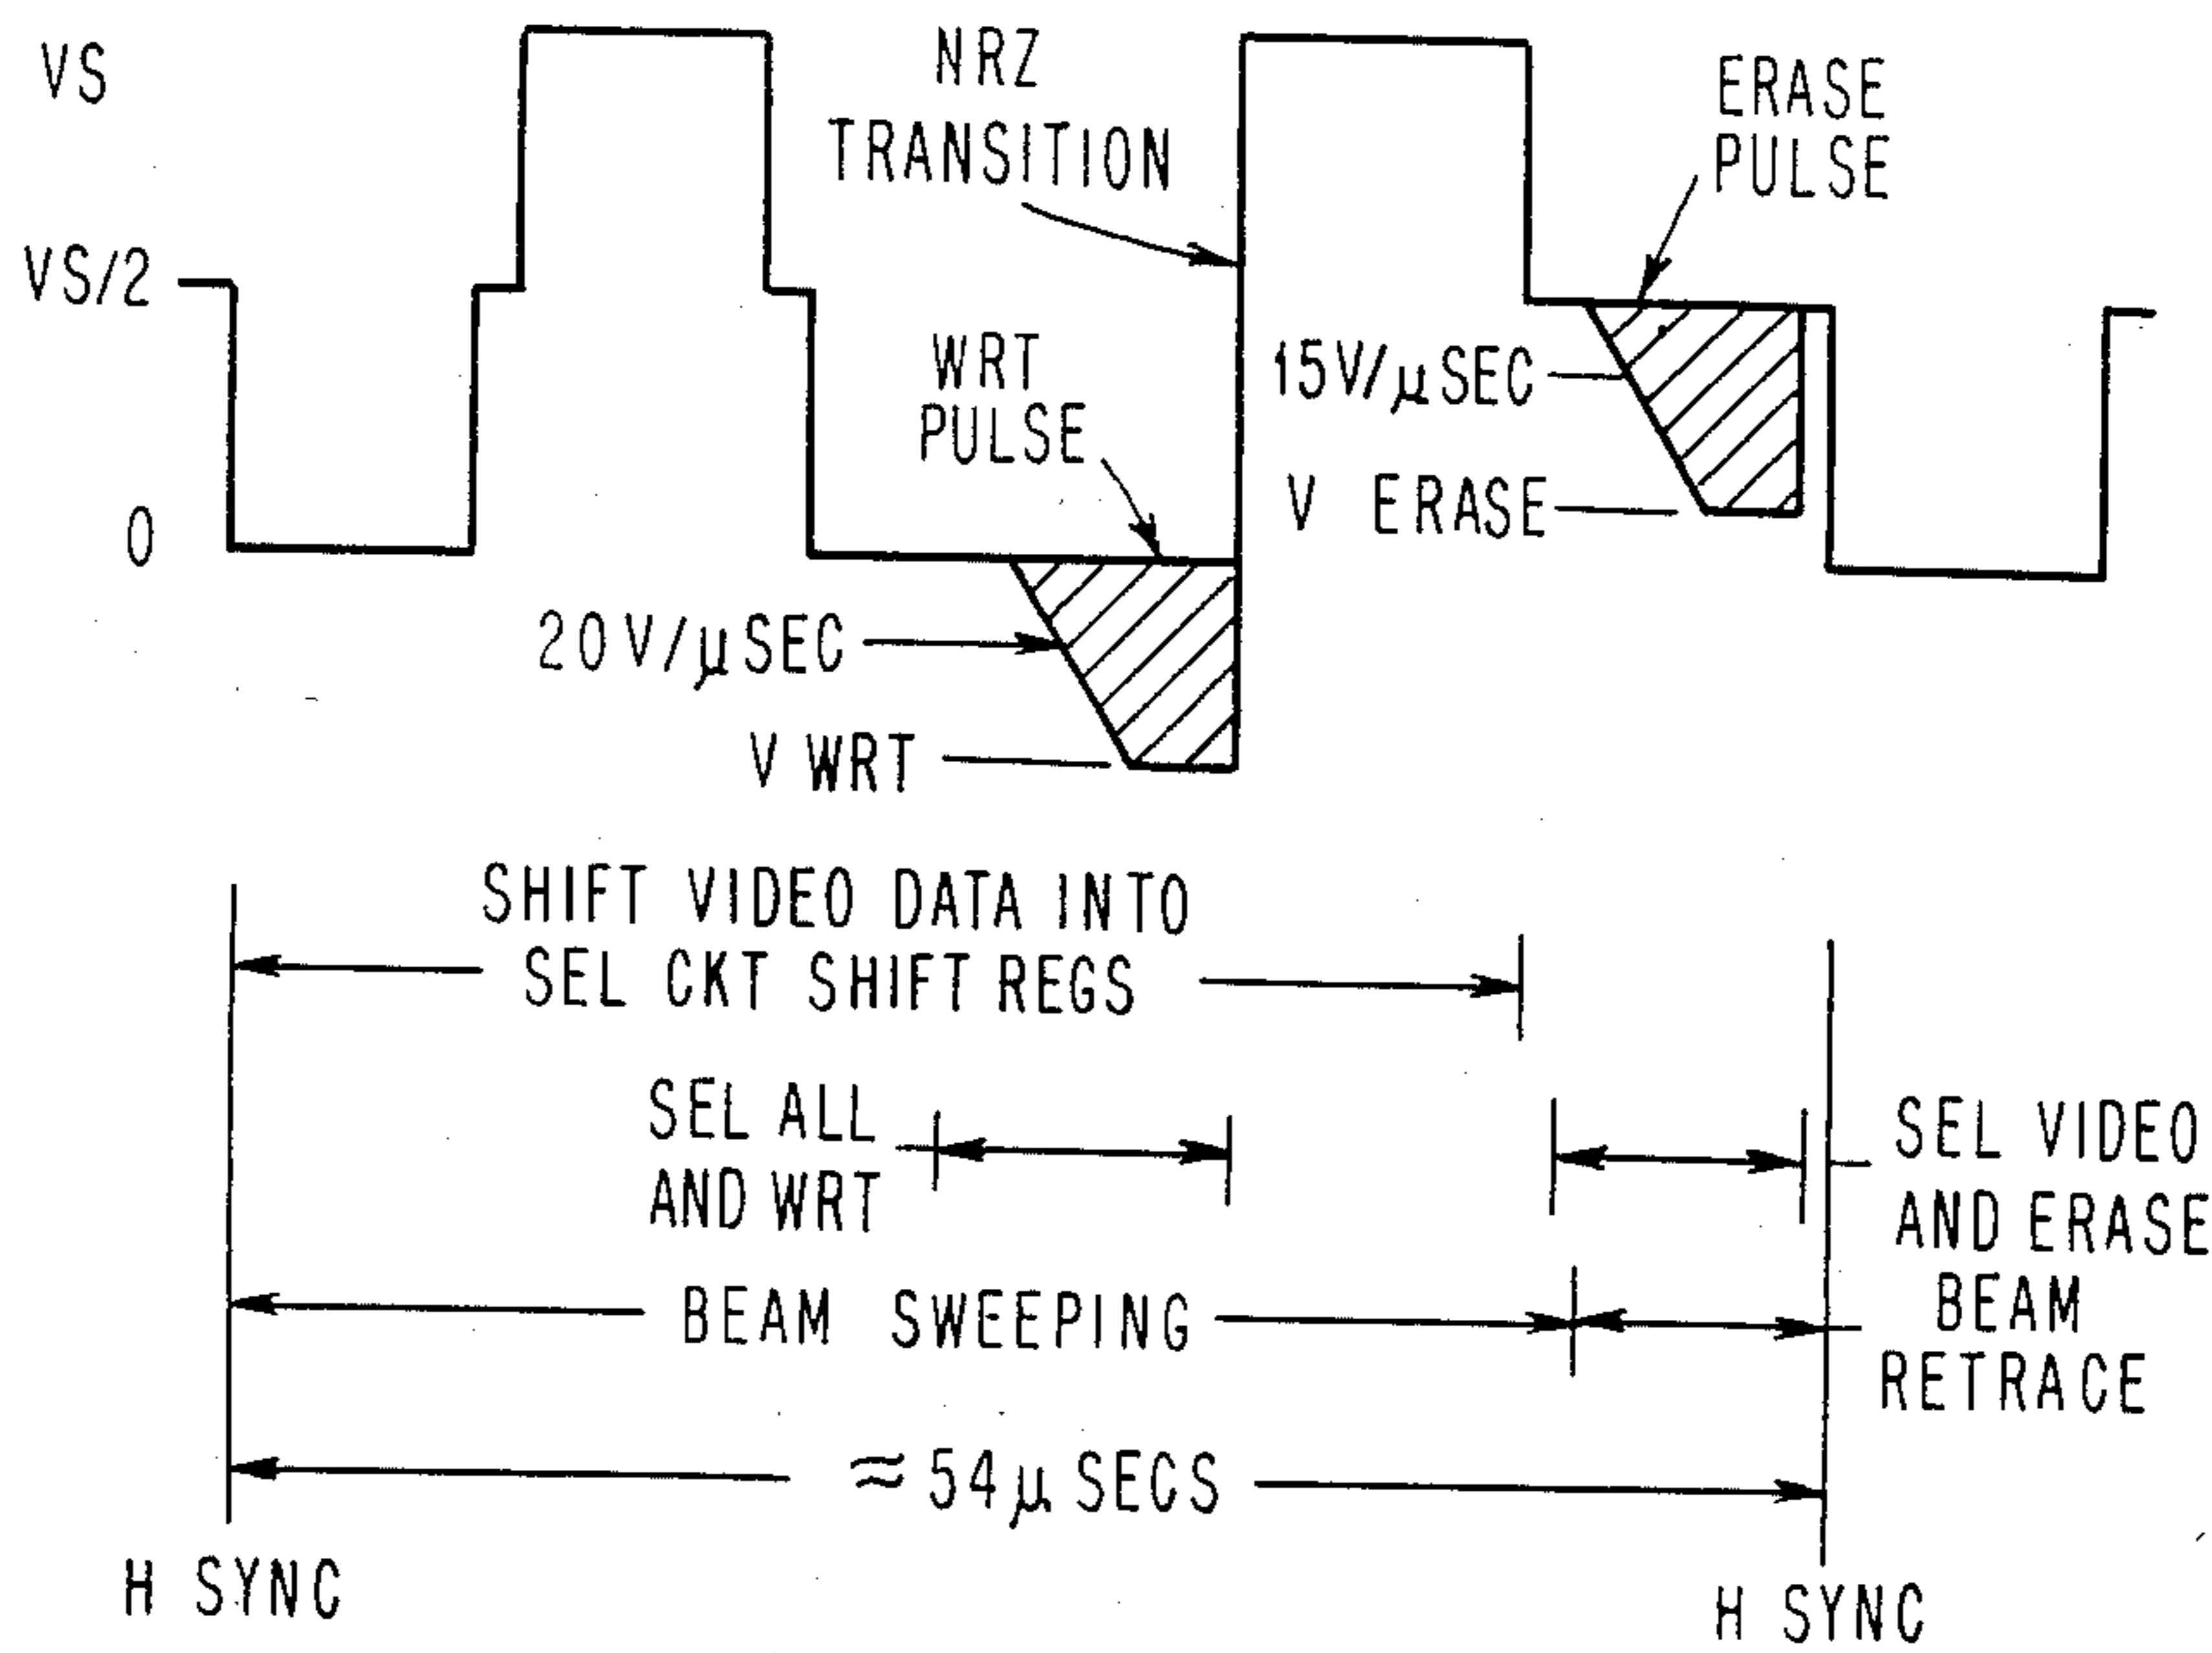 VS
NRZ
TRANSITION
ERASE
PULSE
VS/2
WRT
PULSE
15V/μSEC
V ERASE
0
20V/μSEC
V WRT
SHIFT VIDEO DATA INTO
SEL CKT SHIFT REGS
SEL ALL
AND WRT
SEL VIDEO
AND ERASE
BEAM SWEEPING
BEAM
RETRACE
≈54μSECS
H SYNC
H SYNC